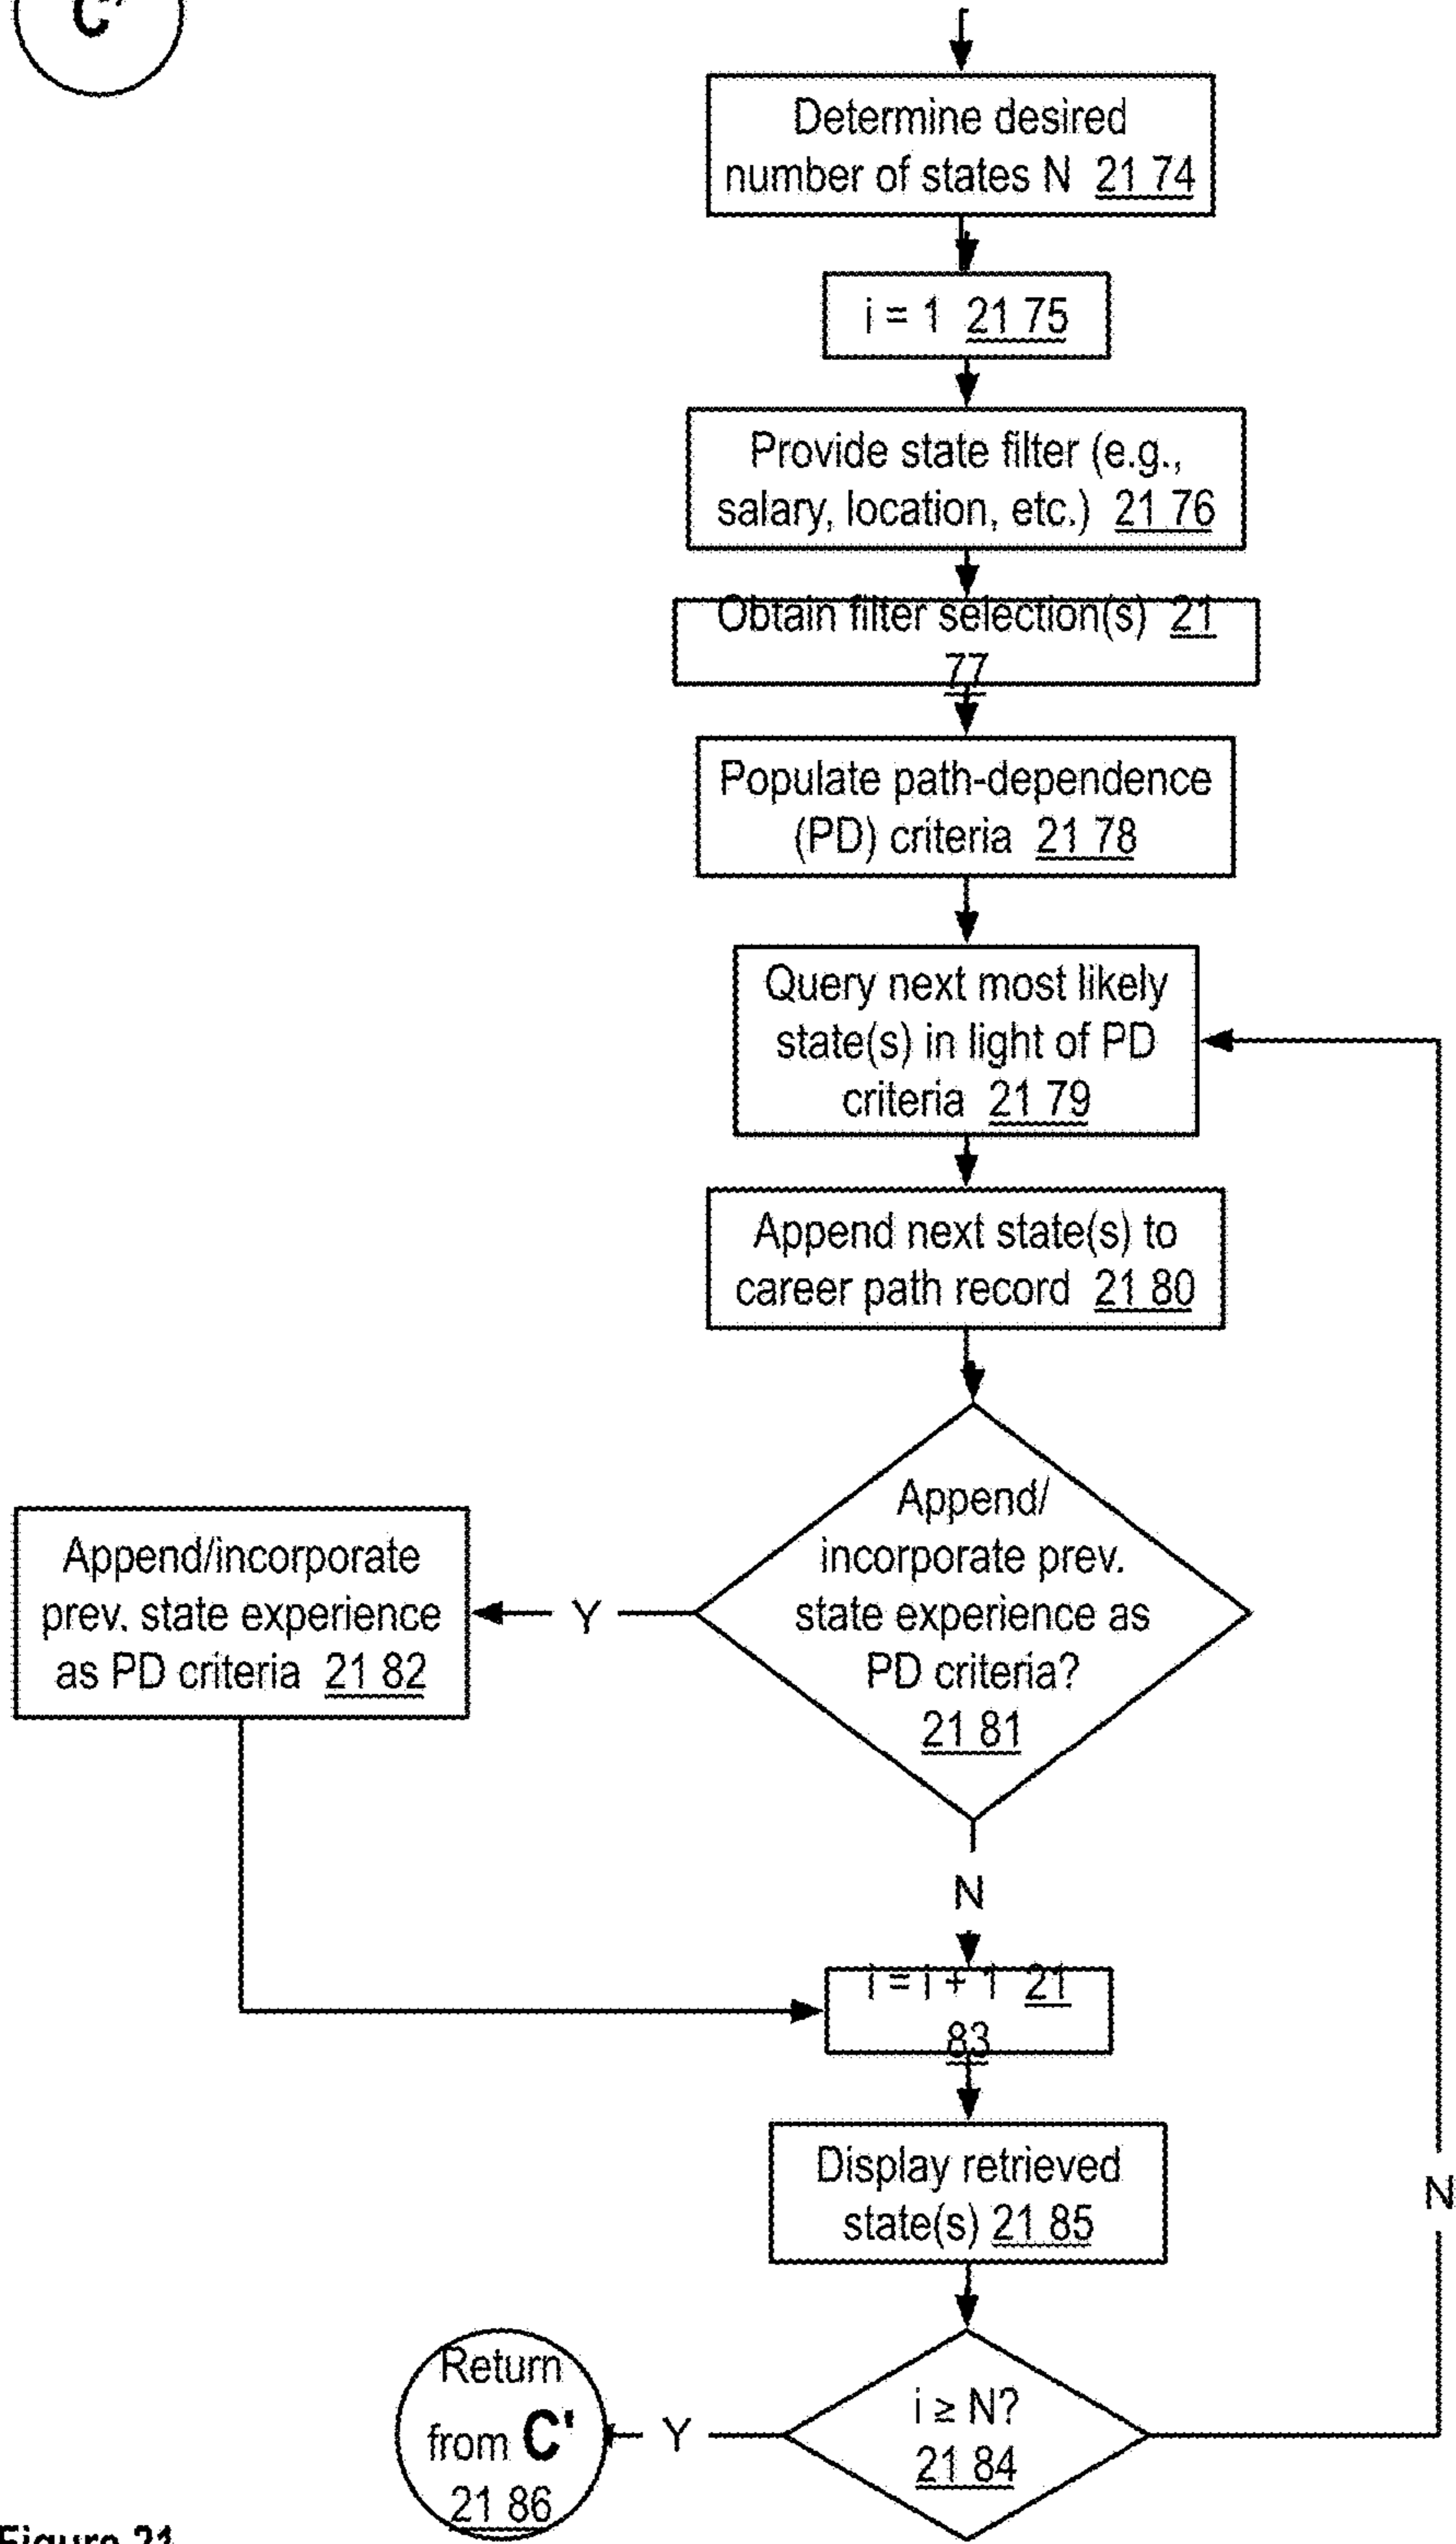 C'
Determine desired
number of states N 21 74
i = 1 21 75
Provide state filter (e.g.,
salary, location, etc.) 21 76
Obtain filter selection(s) 21
77
Populate path-dependence
(PD) criteria 21 78
Query next most likely
state(s) in light of PD
criteria 21 79
Append next state(s) to
career path record 21 80
Append/
incorporate prev.
state experience as
PD criteria?
21 81
Y
Append/incorporate
prev. state experience
as PD criteria 21 82
N
i = i + 1 21
83
Display retrieved
state(s) 21 85
N
i ≥ N?
21 84
Y
Return
from C'
21 86
Figure 21